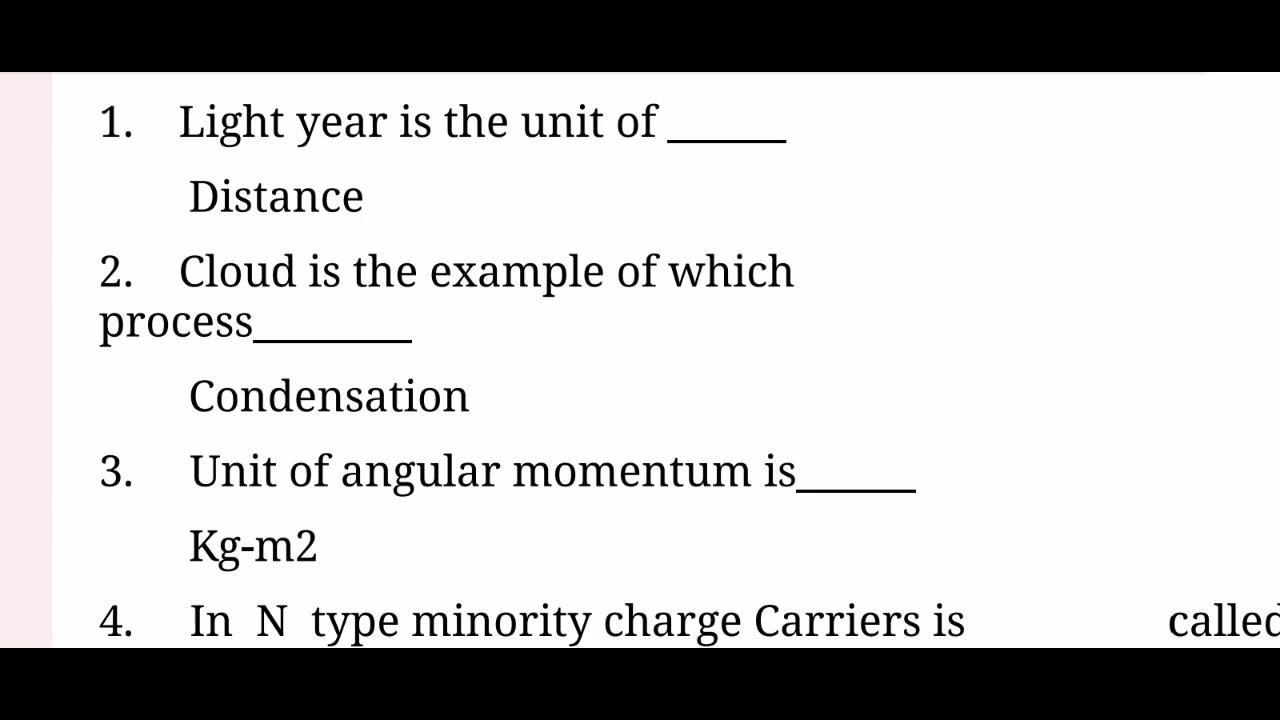 1. Light year is the unit of ______
Distance
2. Cloud is the example of which
process________
Condensation
3. Unit of angular momentum is______
Kg-m2
4. In N type minority charge Carriers is called